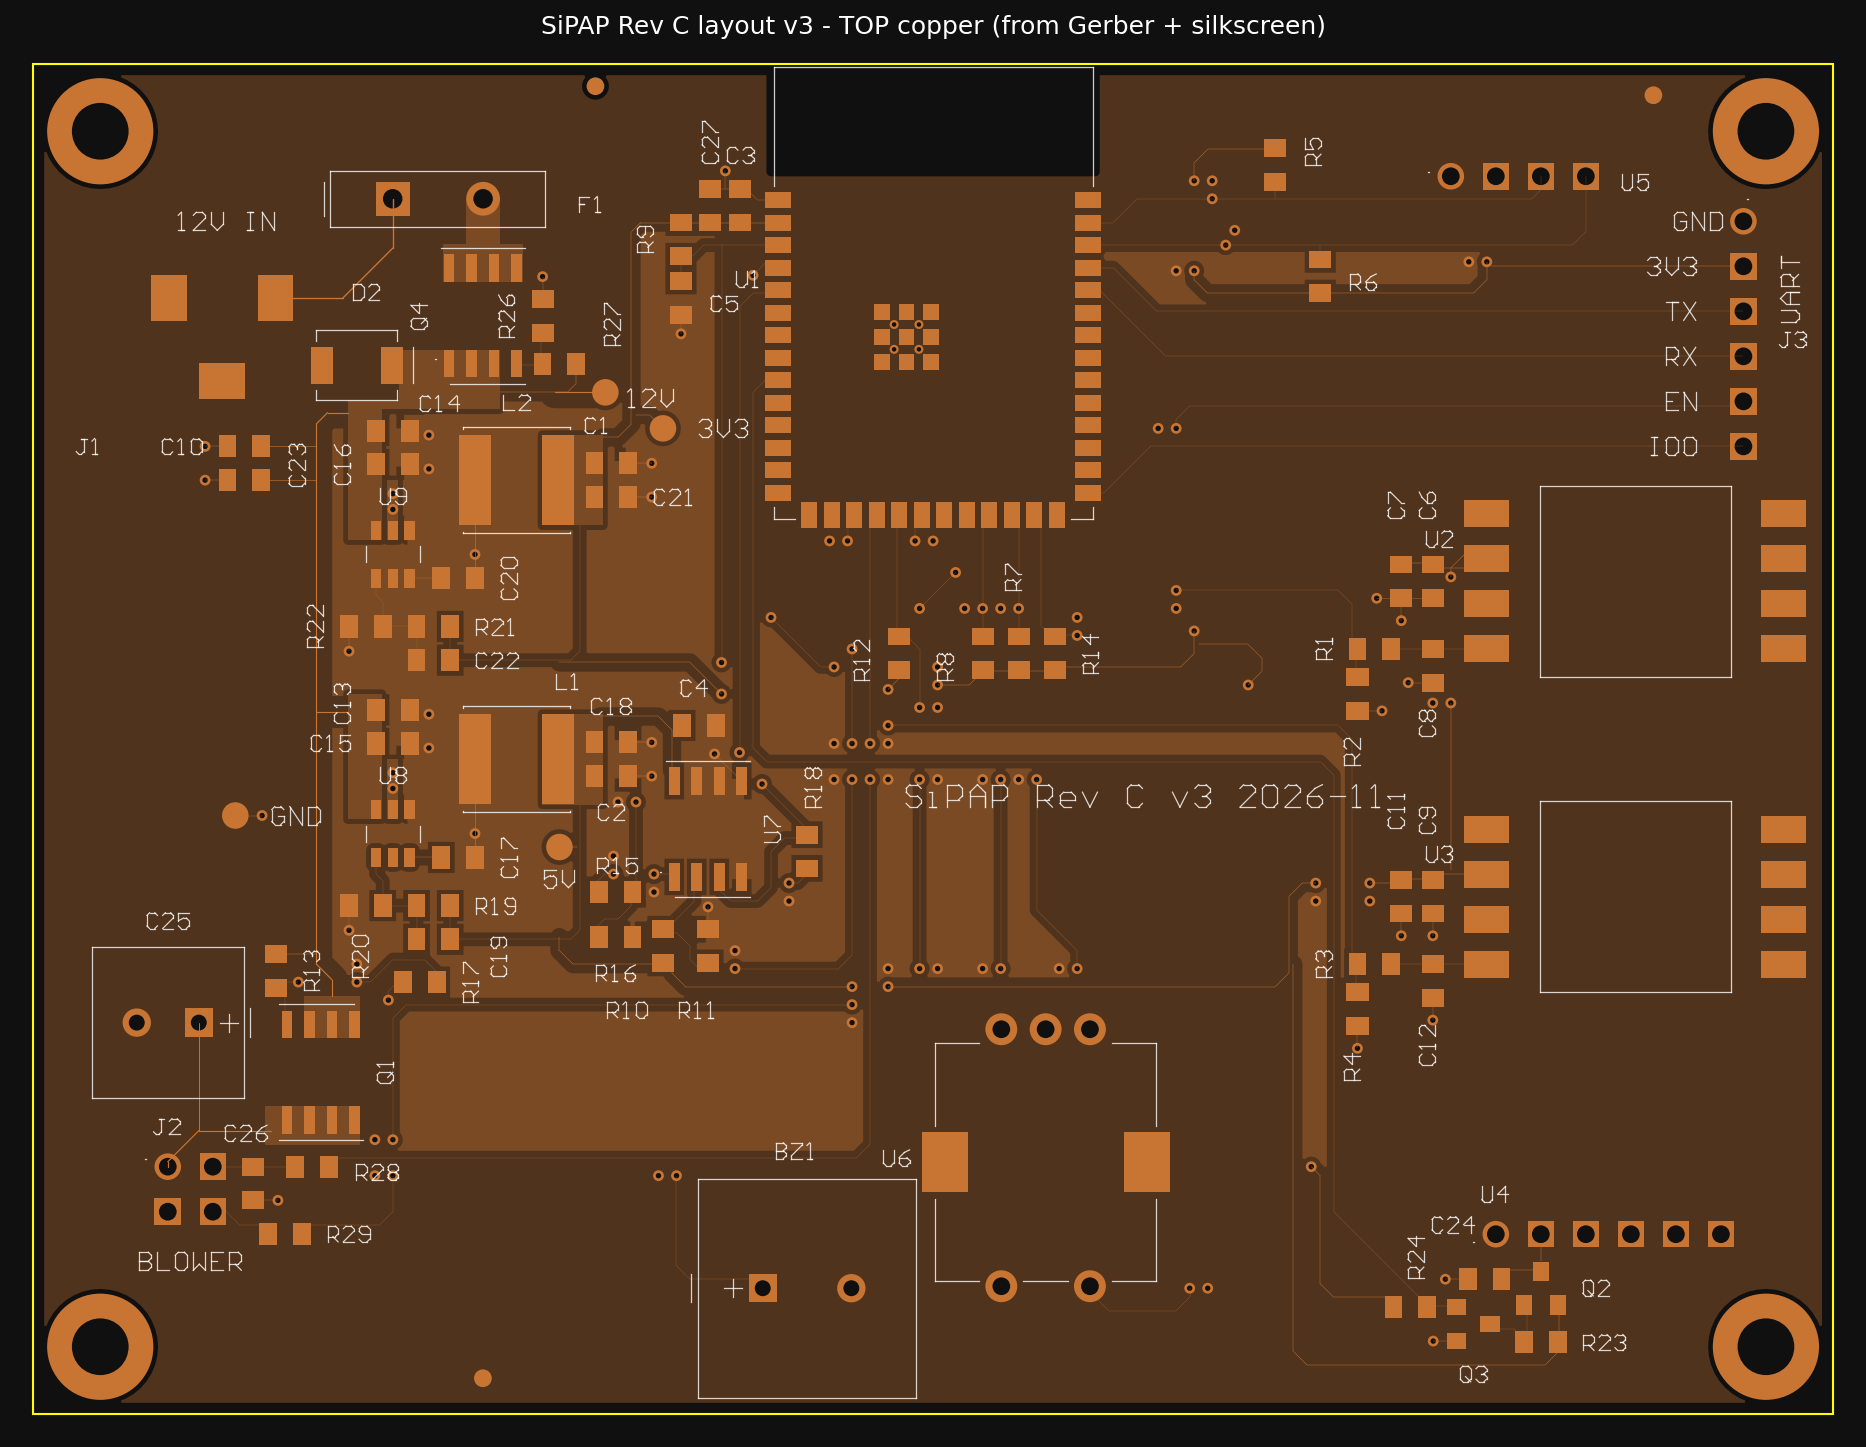 SiPAP Rev C layout v3 - TOP copper (from Gerber + silkscreen)
C27
C3
R5
U5
12V IN
F1
R9
GND
U1
3V3
D2
Q4
R26
R27
C5
R6
UART
TX
J3
RX
C14
L2
12V
EN
C1
3V3
J1
C10
C23
C16
IO0
U9
C21
C7
C6
U2
C20
R7
R22
R21
C22
R12
R8
R14
R1
L1
C4
C13
C18
C8
C15
R2
U8
R18
SiPAP Rev C v3 2026-11
GND
C2
U7
C11
C9
C17
R15
U3
5V
C25
R19
R13
R20
R17
C19
R16
R3
R10
R11
Q1
R4
C12
J2
C26
BZ1
U6
+
R28
U4
R29
C24
BLOWER
R24
+
Q2
R23
Q3